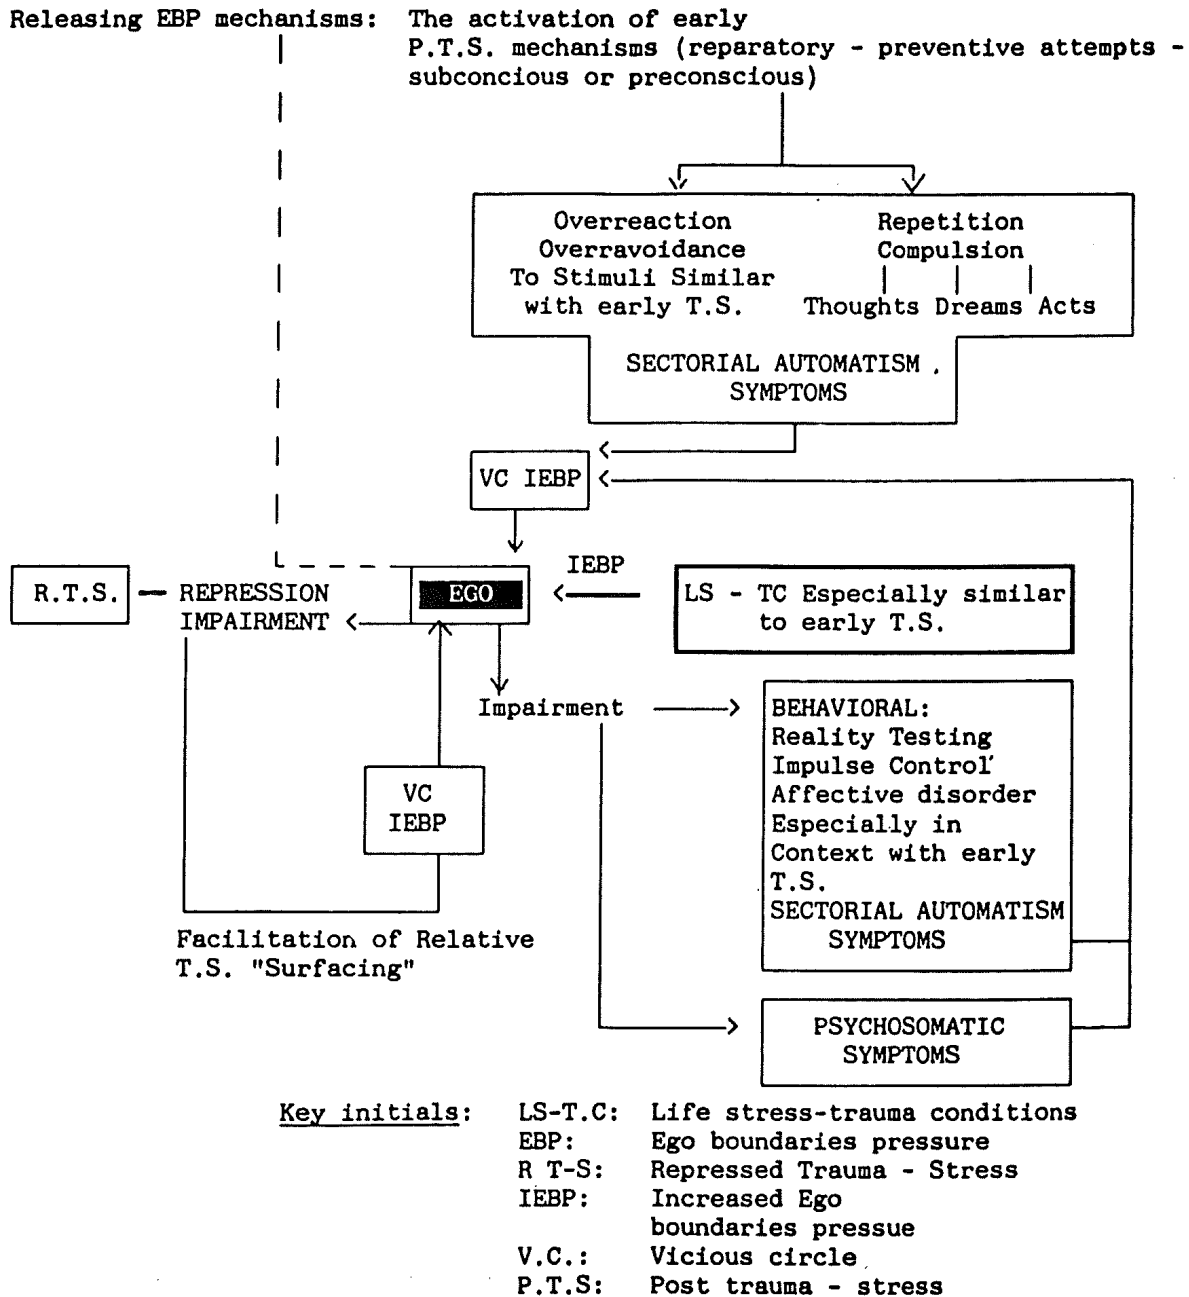 Releasing EBP mechanisms: The activation of early
P.T.S. mechanisms (reparatory - preventive attempts -
subconcious or preconscious)
Overreaction
Overravoidance
To Stimuli Similar
with early T.S.
Repetition
Compulsion
Thoughts Dreams Acts
SECTORIAL AUTOMATISM
SYMPTOMS
VC IEBP
R.T.S.
REPRESSION
IMPAIRMENT
EGO
IEBP
LS - TC Especially similar
to early T.S.
Impairment
BEHAVIORAL:
Reality Testing
Impulse Control
Affective disorder
Especially in
Context with early
T.S.
SECTORIAL AUTOMATISM
SYMPTOMS
VC
IEBP
Facilitation of Relative
T.S. "Surfacing"
PSYCHOSOMATIC
SYMPTOMS
Key initials: LS-T.C: Life stress-trauma conditions
EBP: Ego boundaries pressure
R T-S: Repressed Trauma - Stress
IEBP: Increased Ego
boundaries pressue
V.C.: Vicious circle
P.T.S: Post trauma - stress